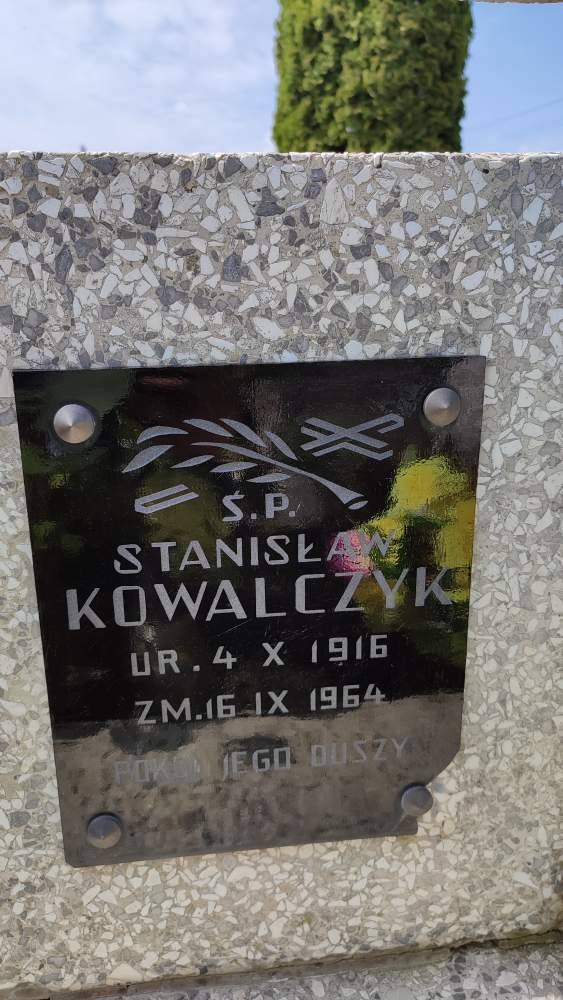 Ś.P.
STANISŁAW
KOWALCZYK
UR. 4 X 1916
ZM. 16 IX 1964
POKÓJ JEGO DUSZY